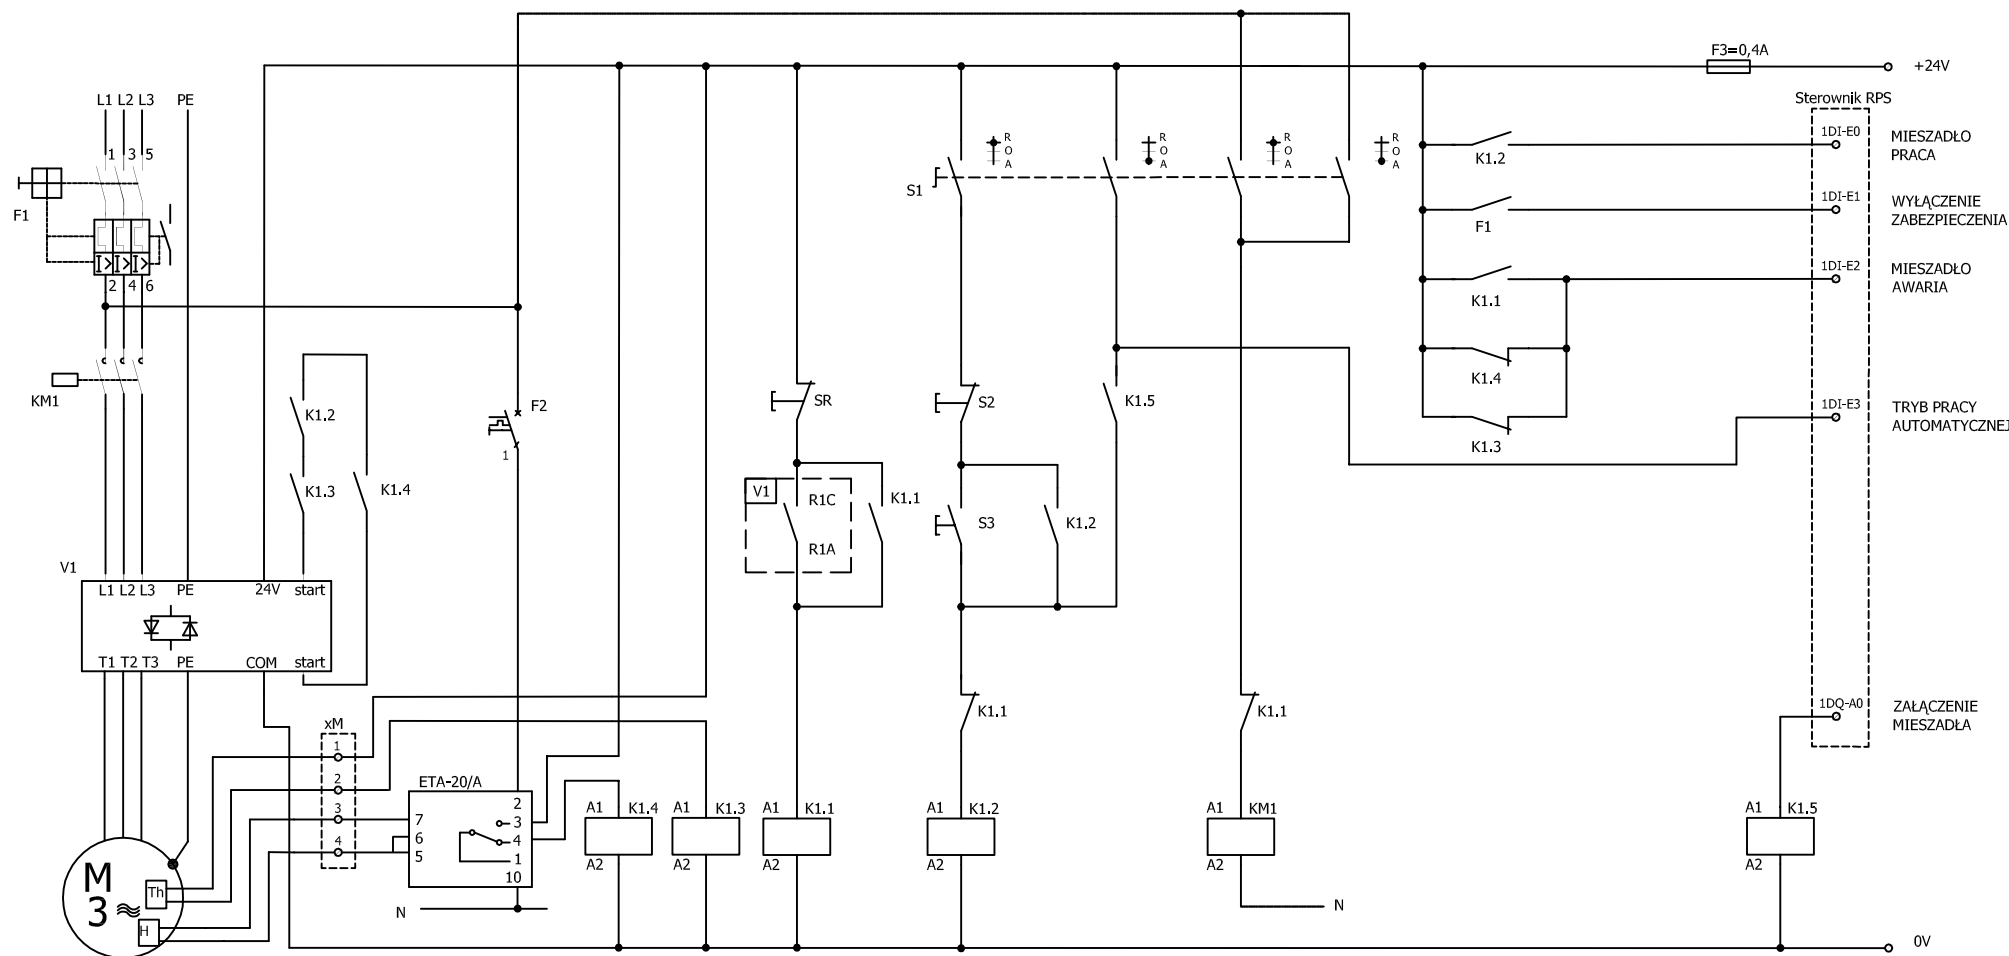 F3=0,4A
+24V
Sterownik RPS
L1 L2 L3 PE
1 3 5
F1
2 4 6
KM1
R
O
A
R
O
A
R
O
A
R
O
A
S1
K1.2
1DI-E0
MIESZADŁO
PRACA
F1
1DI-E1
WYŁĄCZENIE
ZABEZPIECZENIA
K1.1
1DI-E2
MIESZADŁO
AWARIA
K1.4
K1.3
1DI-E3
TRYB PRACY
AUTOMATYCZNEJ
K1.2
K1.3
K1.4
F2
1
SR
S2
K1.5
V1
R1C
R1A
K1.1
S3
K1.2
V1
L1 L2 L3 PE 24V start
T1 T2 T3 PE COM start
K1.1
K1.1
1DQ-A0
ZAŁĄCZENIE
MIESZADŁA
xM
1
2
3
4
ETA-20/A
2
7 3
6 4
5 1
10
N
A1 K1.4
A2
A1 K1.3
A2
A1 K1.1
A2
A1 K1.2
A2
A1 KM1
A2
N
A1 K1.5
A2
M
3
Th
H
0V